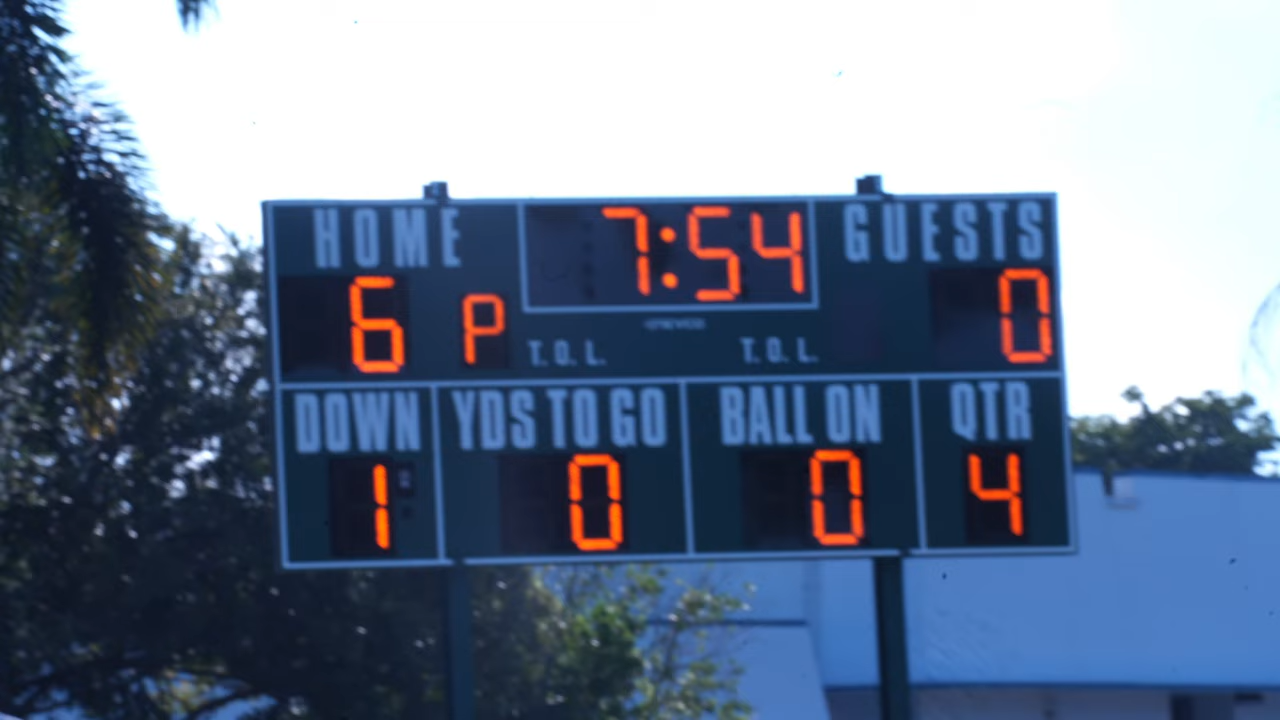 HOME 7:54 GUESTS
6 P 0
T.O.L. T.O.L.
DOWN YDS TO GO BALL ON QTR
1 0 0 4